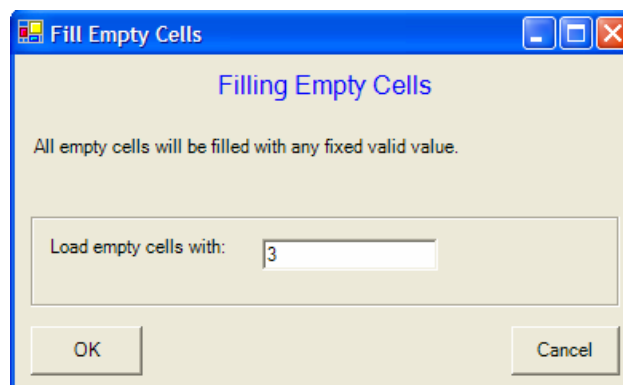 Fill Empty Cells
Filling Empty Cells
All empty cells will be filled with any fixed valid value.
Load empty cells with: 3
OK Cancel